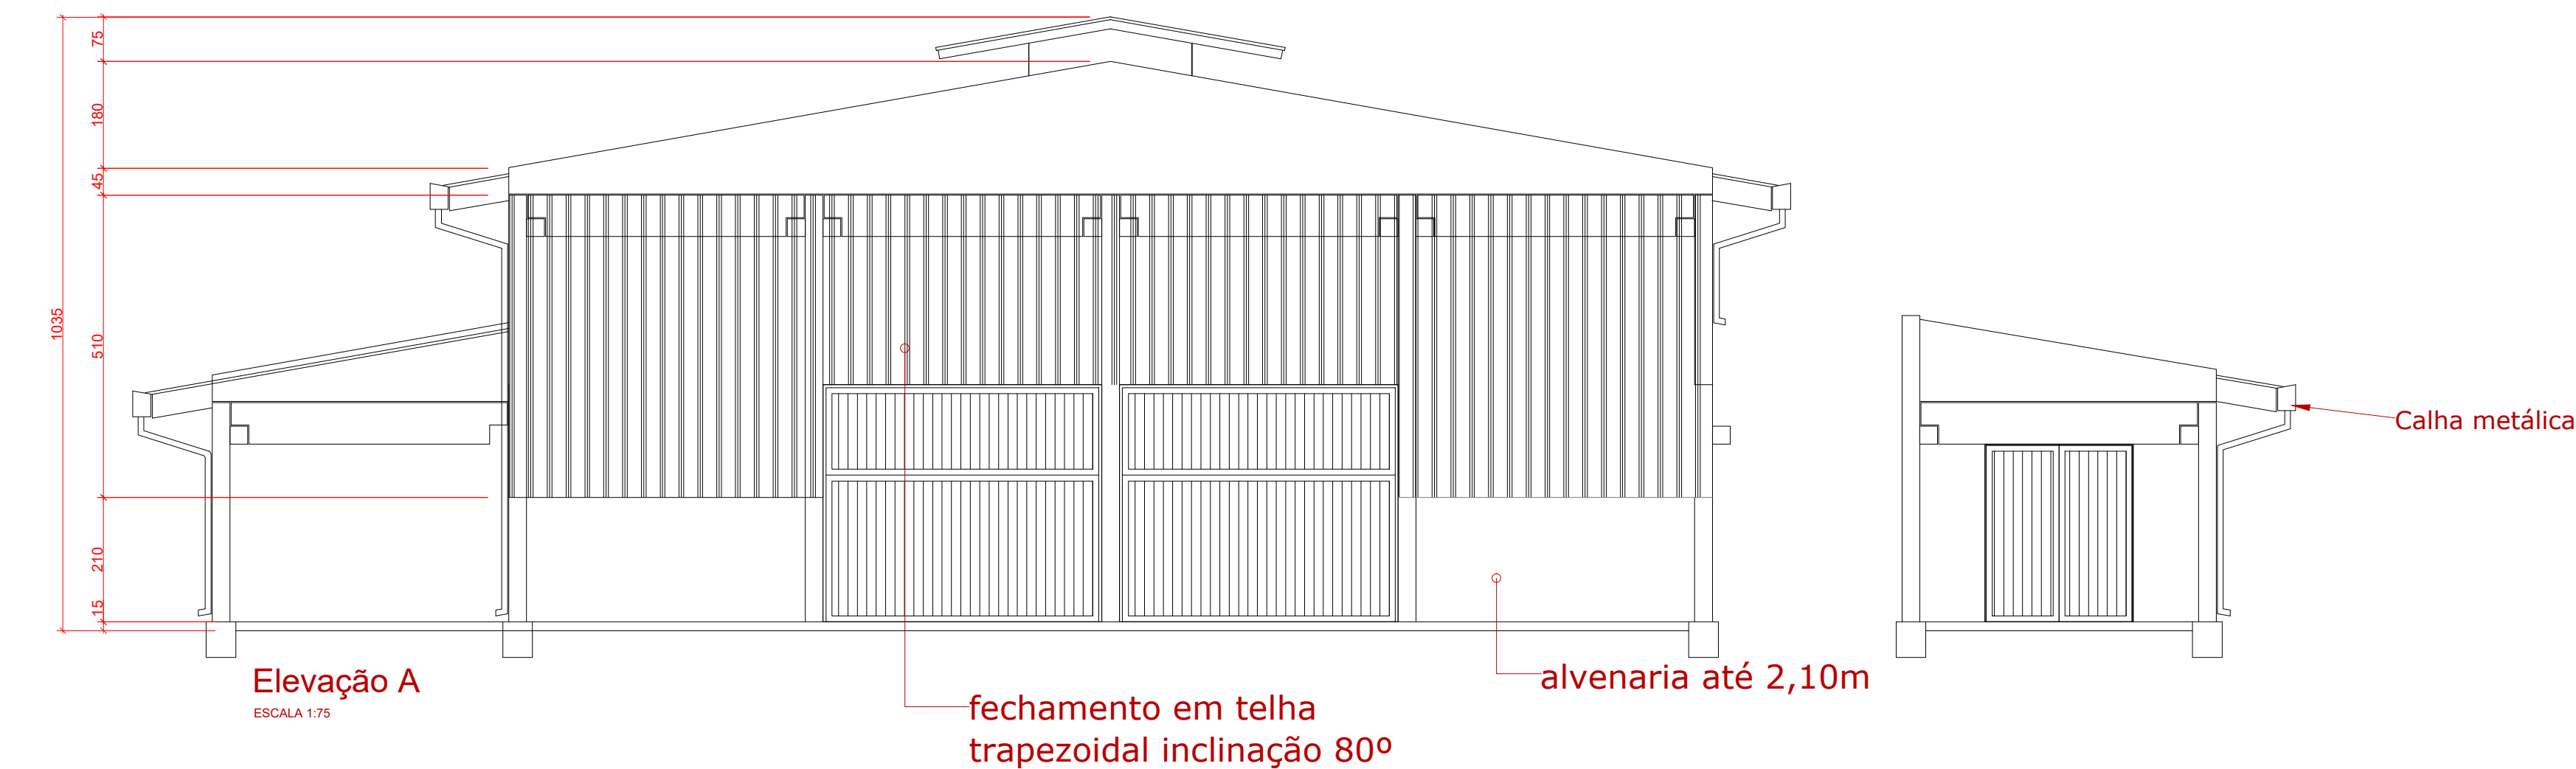 75
180
45
1035
510
210
15
Calha metálica
Elevação A
ESCALA 1:75
alvenaria até 2,10m
fechamento em telha
trapezoidal inclinação 80º